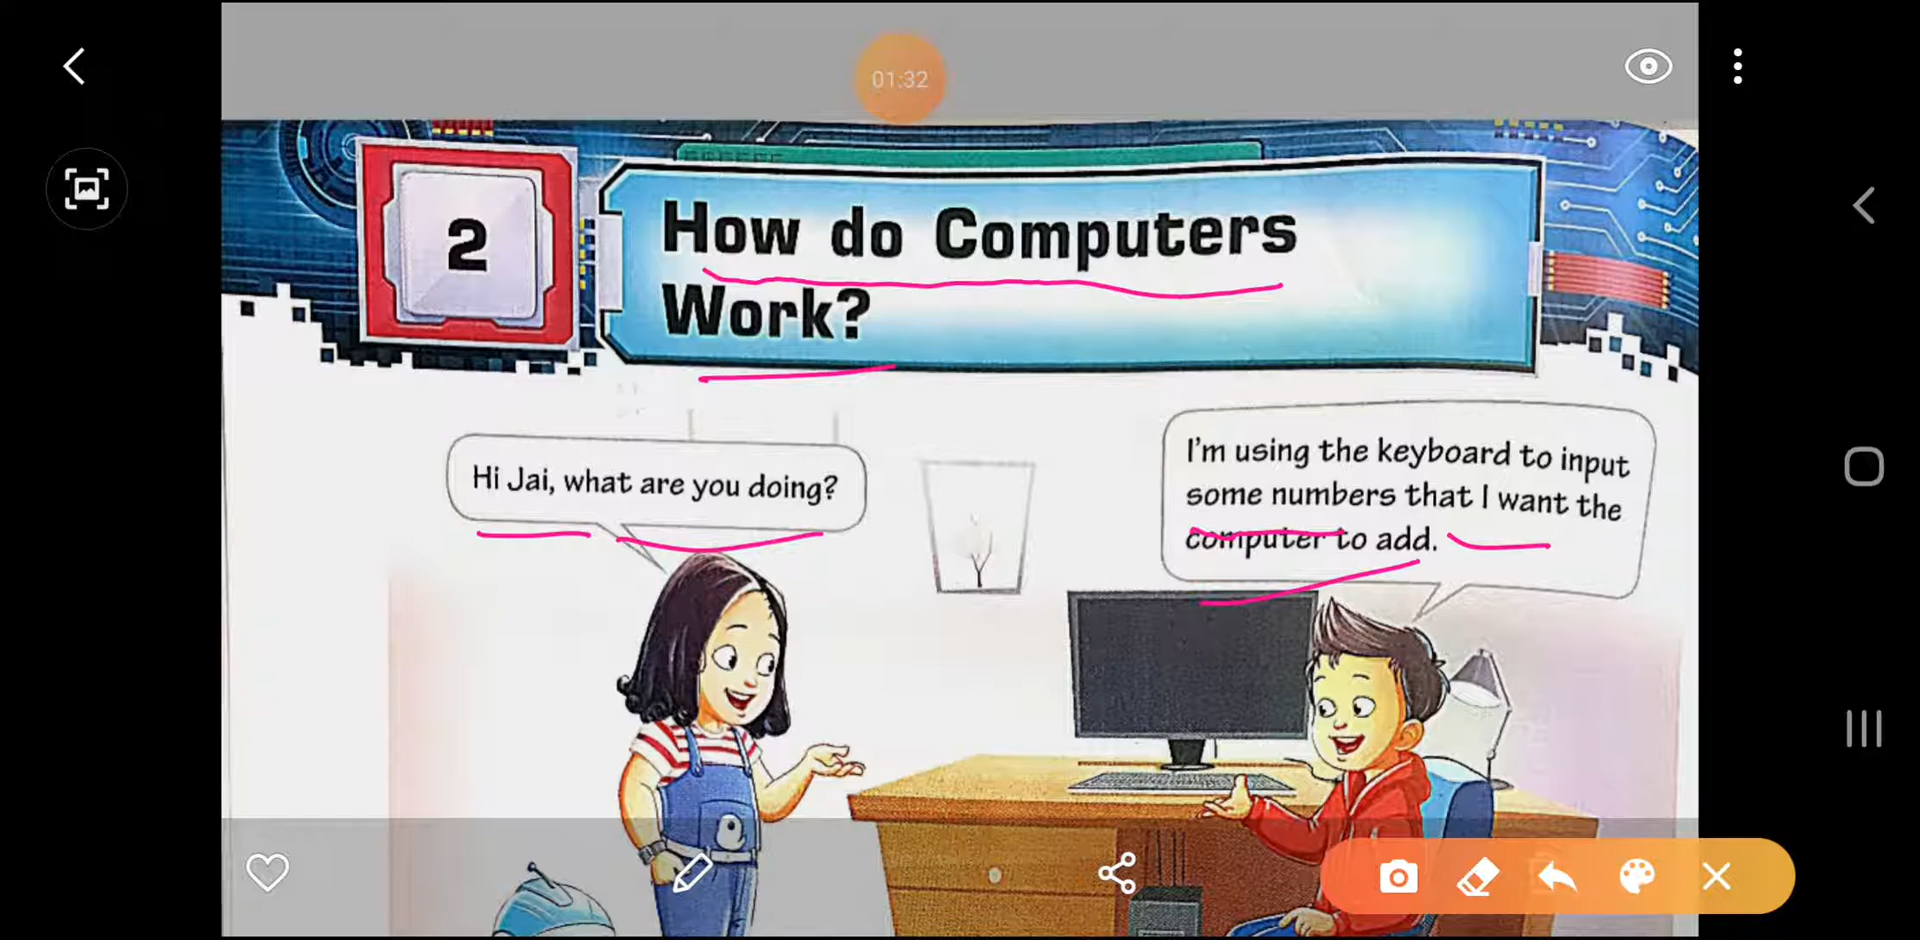 01:32
2
How do Computers
Work?
Hi Jai, what are you doing?
I'm using the keyboard to input
some numbers that I want the
computer to add.